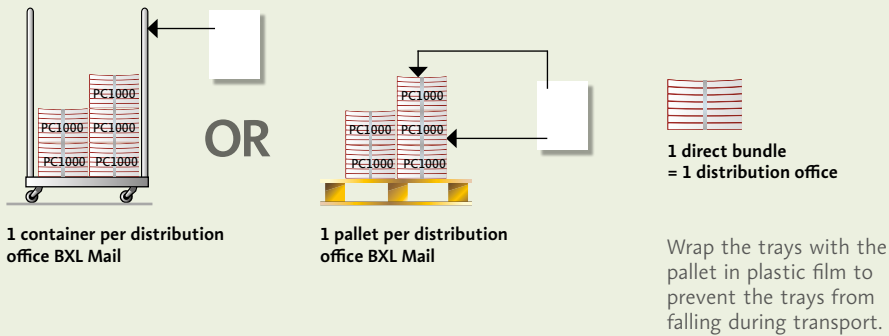 PC1000
PC1000 PC1000
PC1000 PC1000
1 container per distribution
office BXL Mail
OR
PC1000
PC1000 PC1000
PC1000 PC1000
1 pallet per distribution
office BXL Mail
1 direct bundle
= 1 distribution office
Wrap the trays with the
pallet in plastic film to
prevent the trays from
falling during transport.